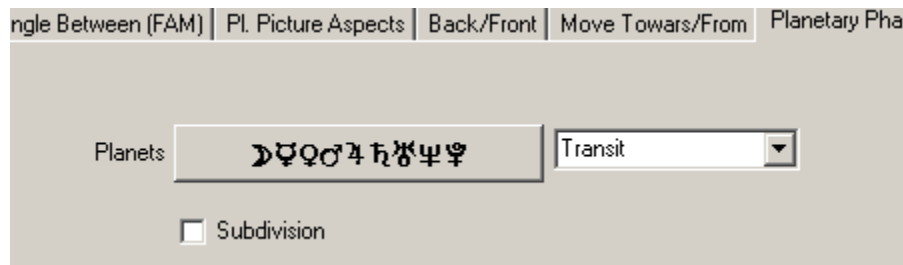 ngle Between (FAM) Pl. Picture Aspects Back/Front Move Towars/From Planetary Pha
Planets ☽☿♀♂♃♄♅♆♇ Transit
Subdivision